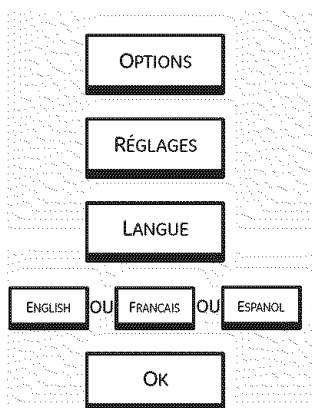 OPTIONS
RÉGLAGES
LANGUE
ENGLISH OU FRANCAIS OU ESPANOL
OK